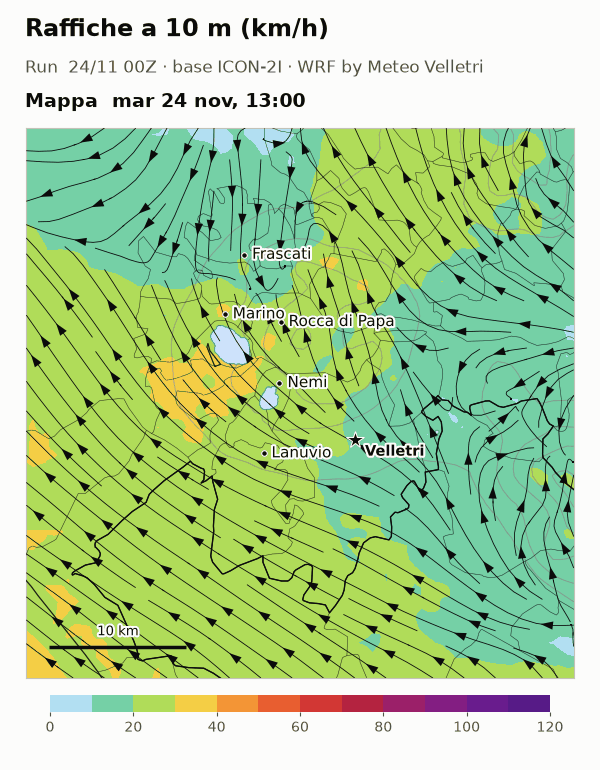 Raffiche a 10 m (km/h)
Run  24/11 00Z · base ICON-2I · WRF by Meteo Velletri
Mappa  mar 24 nov, 13:00
Frascati
Marino
Rocca di Papa
Nemi
Velletri
Lanuvio
10 km
0 20 40 60 80 100 120